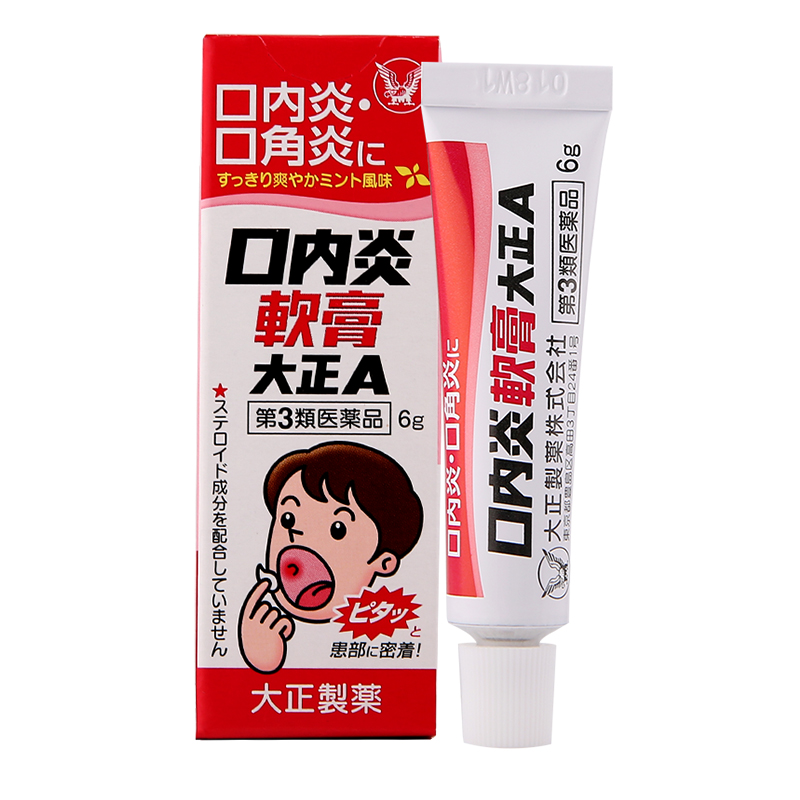 口内炎・
口角炎に
すっきり爽やかミント風味
口内炎
軟膏
大正A
第3類医薬品 6g
★ステロイド成分を配合していません
ピタッと
患部に密着!
大正製薬
018W1
口内炎・口角炎に
口内炎軟膏大正A
第3類医薬品 6g
大正製薬株式会社
東京都豊島区高田3丁目24番1号